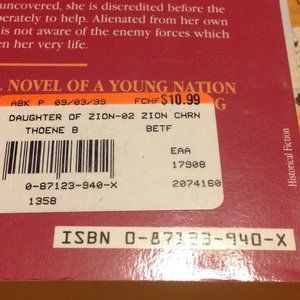 uncovered, she is discredited before the
perately to help. Alienated from her own
is not aware of the enemy forces which
en her very life.
NOVEL OF A YOUNG NATION
ABK P 09/03/99 FCHF $10.99
DAUGHTER OF ZION-02 ZION CHRN
THOENE B BETF
EAA
17908
0-87123-940-X 2074160
1358
Historical Fiction
ISBN 0-87123-940-X